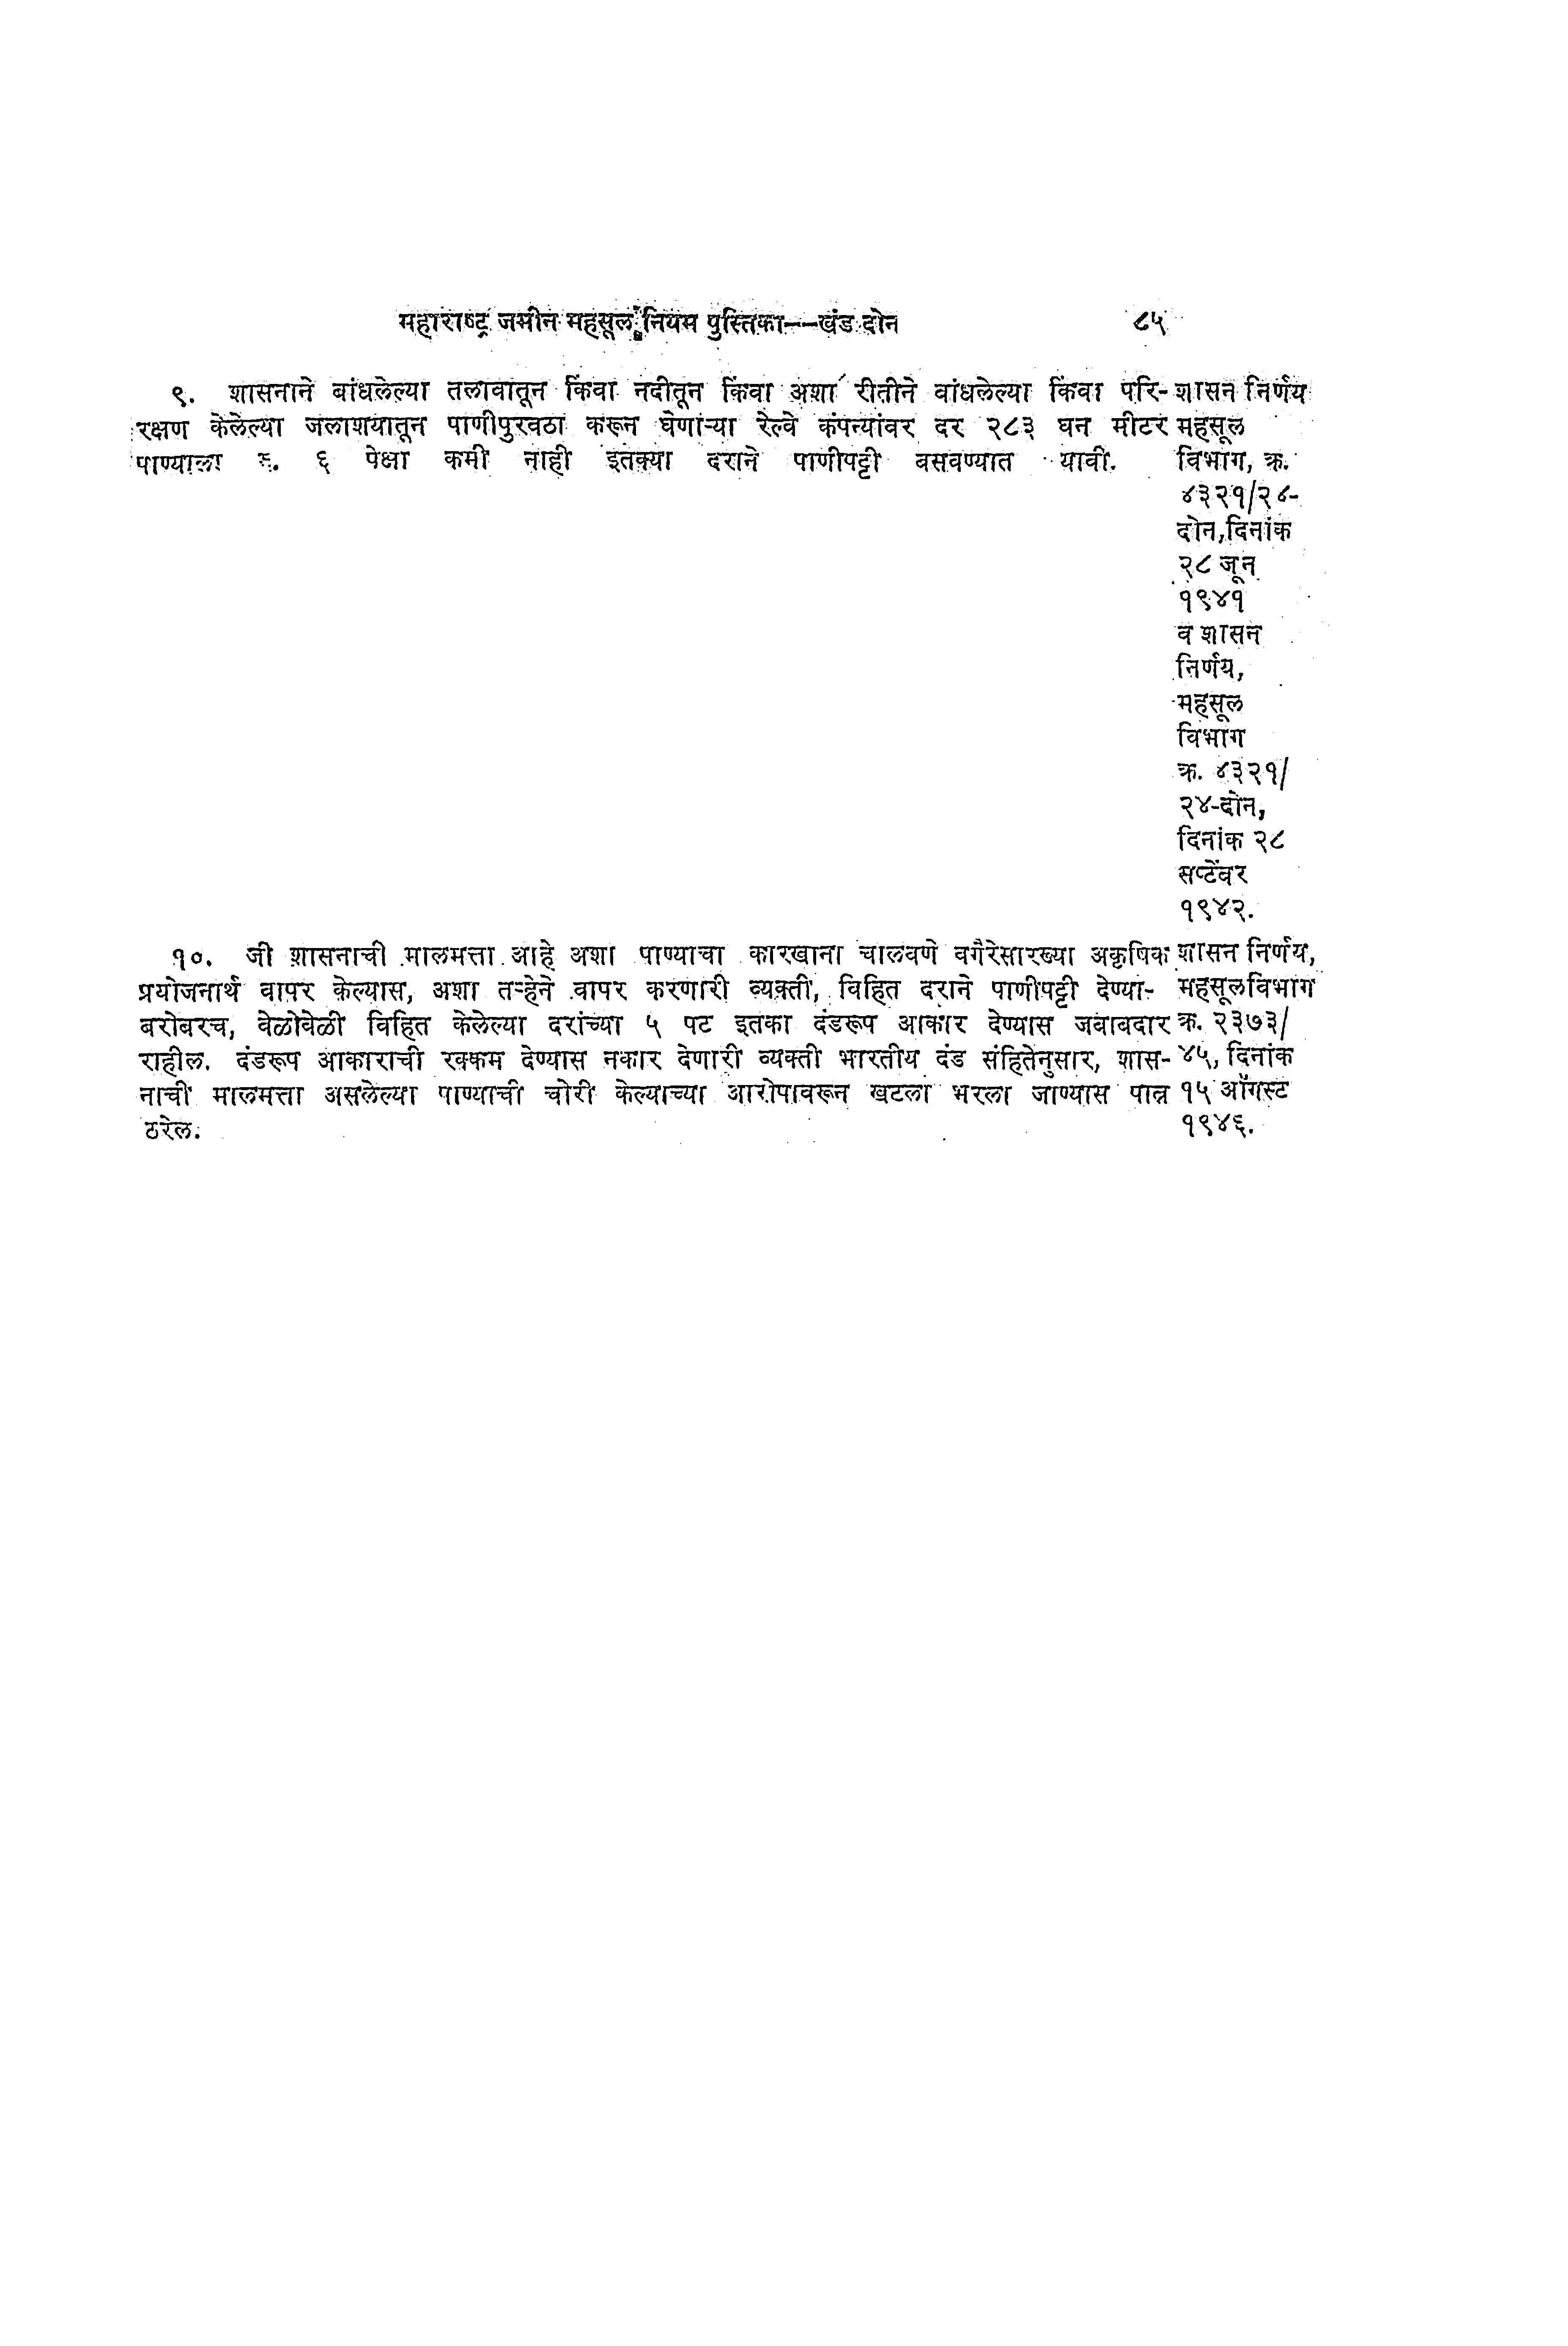 महाराष्ट्र जमीन महसूल नियम पुस्तिका--खंड दोन ८५
९. शासनाने बांधलेल्या तलावातून किंवा नदीतून किंवा अशा रीतीने बांधलेल्या किंवा परि-
रक्षण केलेल्या जलाशयातून पाणीपुरवठा करून घेणाऱ्या रेल्वे कंपन्यांवर दर २८३ घन मीटर
पाण्याला रु. ६ पेक्षा कमी नाही इतक्या दराने पाणीपट्टी बसवण्यात यावी.
शासन निर्णय
महसूल
विभाग, क्र.
४३२१/२४-
दोन,दिनांक
२८ जून
१९४१
व शासन
निर्णय,
महसूल
विभाग
क्र. ४३२१/
२४-दोन,
दिनांक २८
सप्टेंबर
१९४२.
१०. जी शासनाची मालमत्ता आहे अशा पाण्याचा कारखाना चालवणे वगैरेसारख्या अकृषिक
प्रयोजनार्थ वापर केल्यास, अशा तऱ्हेने वापर करणारी व्यक्ती, विहित दराने पाणीपट्टी देण्या-
बरोबरच, वेळोवेळी विहित केलेल्या दरांच्या ५ पट इतका दंडरूप आकार देण्यास जबाबदार
राहील. दंडरूप आकाराची रक्कम देण्यास नकार देणारी व्यक्ती भारतीय दंड संहितेनुसार, शास-
नाची मालमत्ता असलेल्या पाण्याची चोरी केल्याच्या आरोपावरून खटला भरला जाण्यास पात्र
ठरेल.
शासन निर्णय,
महसूल विभाग
क्र. २३७३/
४५, दिनांक
१५ ऑगस्ट
१९४६.